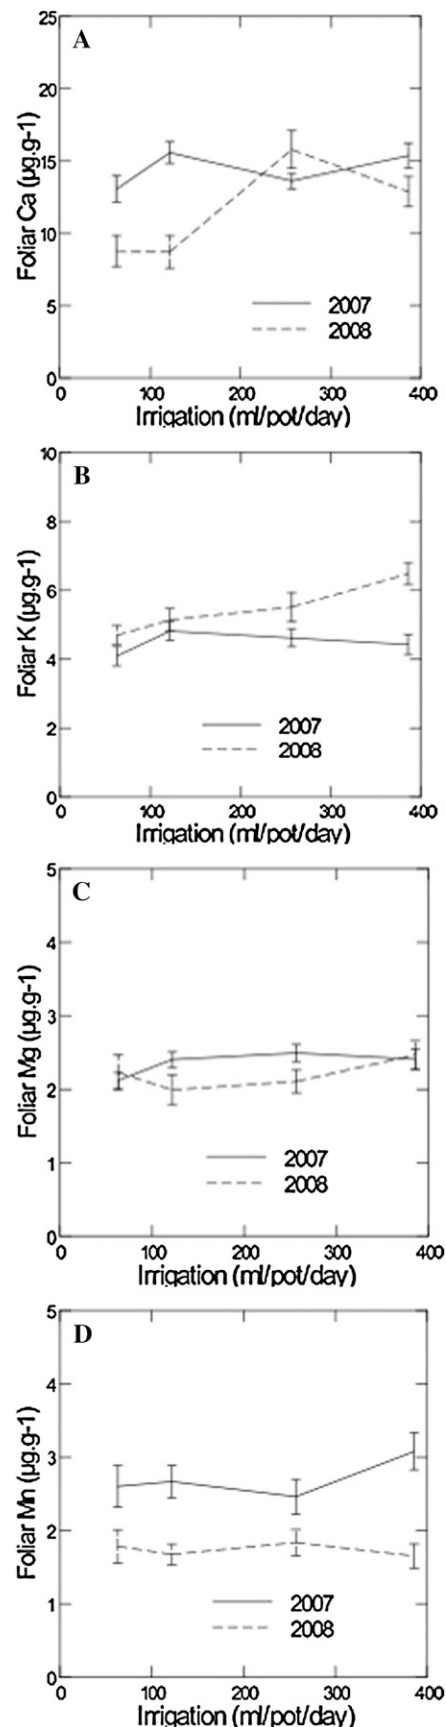 A
25
20
15
10
5
0
Foliar Ca (µg.g-1)
2007
2008
0 100 200 300 400
Irrigation (ml/pot/day)
B
10
8
6
4
2
0
Foliar K (µg.g-1)
2007
2008
0 100 200 300 400
Irrigation (ml/pot/day)
C
5
4
3
2
1
0
Foliar Mg (µg.g-1)
2007
2008
0 100 200 300 400
Irrigation (ml/pot/day)
D
5
4
3
2
1
0
Foliar Mn (µg.g-1)
2007
2008
0 100 200 300 400
Irrigation (ml/pot/day)